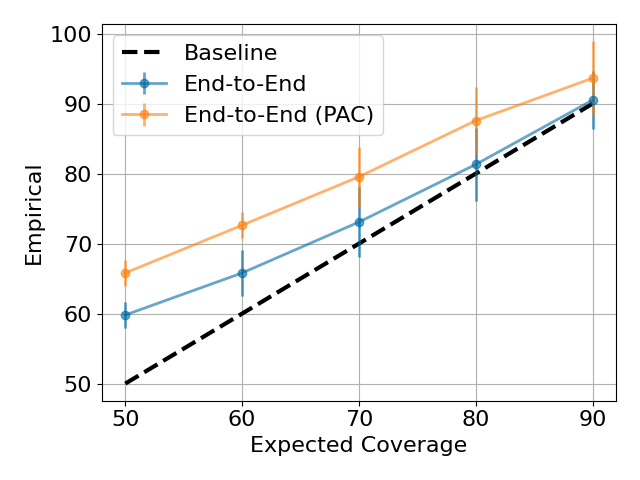 100
90
80
70
60
50
Empirical
Baseline
End-to-End
End-to-End (PAC)
50 60 70 80 90
Expected Coverage